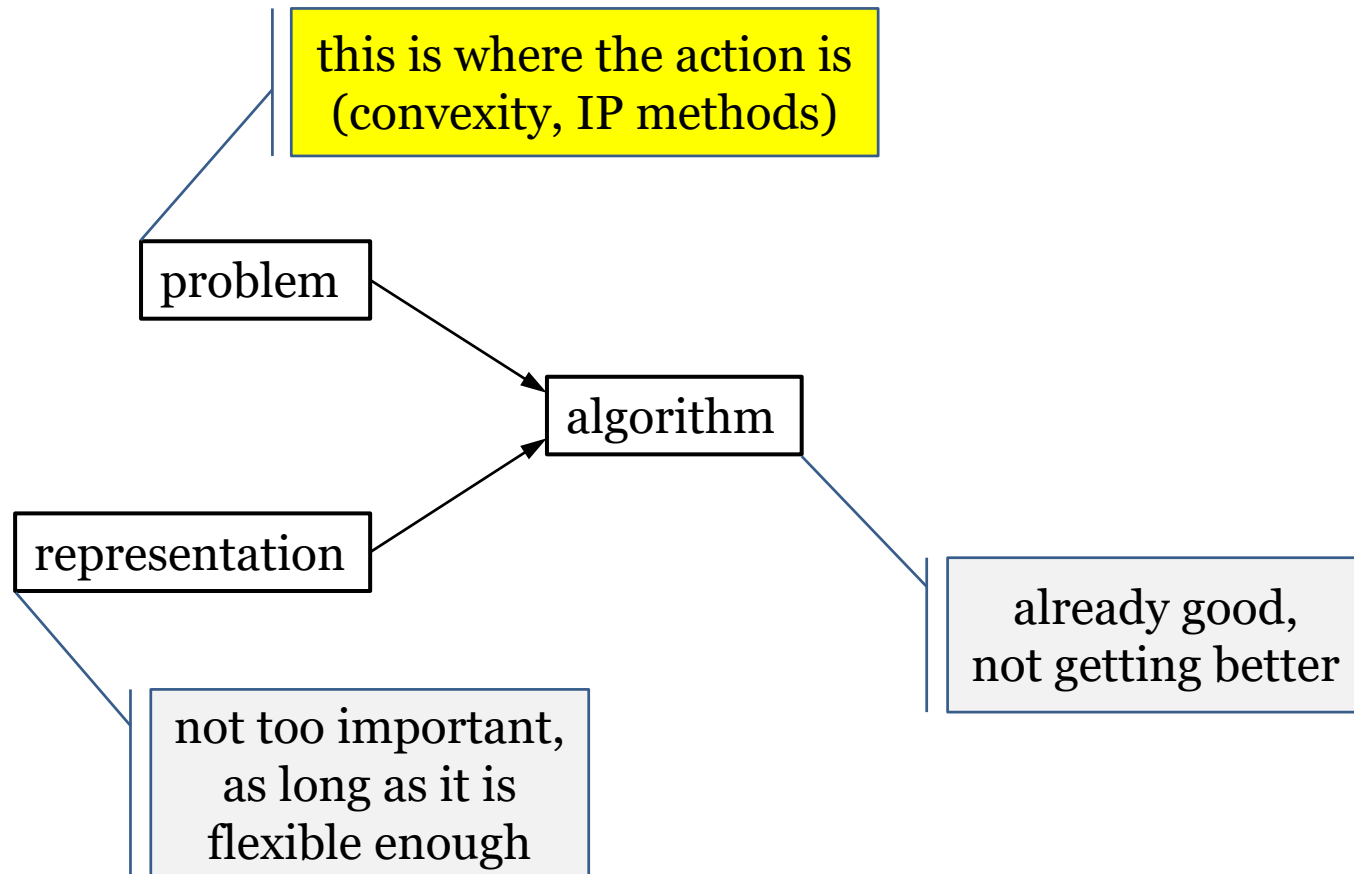 this is where the action is
(convexity, IP methods)
problem
algorithm
representation
already good,
not getting better
not too important,
as long as it is
flexible enough